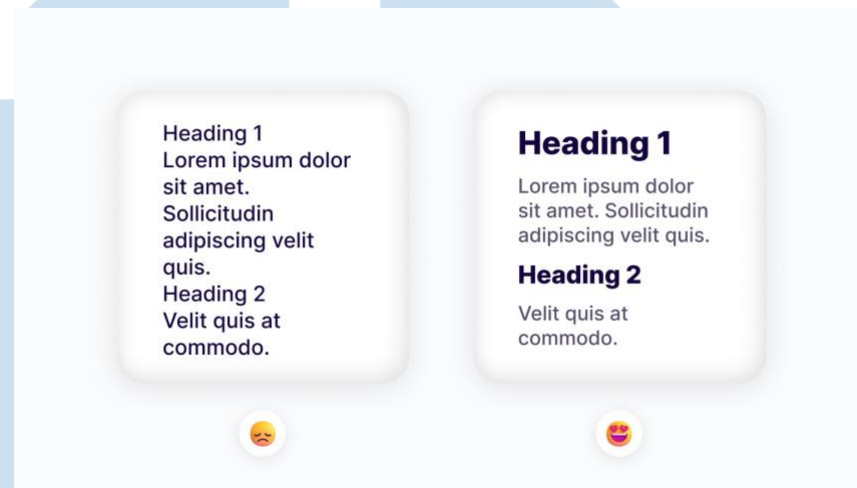 Heading 1
Lorem ipsum dolor
sit amet.
Sollicitudin
adipiscing velit
quis.
Heading 2
Velit quis at
commodo.
Heading 1
Lorem ipsum dolor
sit amet. Sollicitudin
adipiscing velit quis.
Heading 2
Velit quis at
commodo.